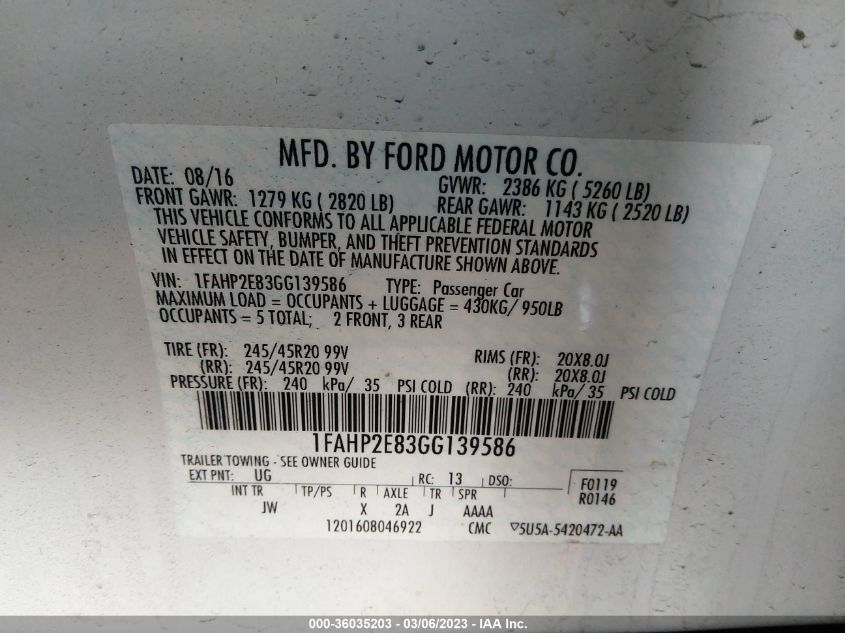 MFD. BY FORD MOTOR CO.
DATE: 08/16 GVWR: 2386 KG ( 5260 LB)
FRONT GAWR: 1279 KG ( 2820 LB) REAR GAWR: 1143 KG ( 2520 LB)
THIS VEHICLE CONFORMS TO ALL APPLICABLE FEDERAL MOTOR
VEHICLE SAFETY, BUMPER, AND THEFT PREVENTION STANDARDS
IN EFFECT ON THE DATE OF MANUFACTURE SHOWN ABOVE.
VIN: 1FAHP2E83GG139586 TYPE: Passenger Car
MAXIMUM LOAD = OCCUPANTS + LUGGAGE = 430KG/ 950LB
OCCUPANTS = 5 TOTAL; 2 FRONT, 3 REAR
TIRE (FR): 245/45R20 99V RIMS (FR): 20X8.0J
(RR): 245/45R20 99V (RR): 20X8.0J
PRESSURE (FR): 240 kPa/ 35 PSI COLD (RR): 240 kPa/ 35 PSI COLD
1FAHP2E83GG139586
TRAILER TOWING - SEE OWNER GUIDE
EXT PNT: UG RC: 13 DSO: F0119
INT TR TP/PS R AXLE TR SPR R0146
JW X 2A J AAAA
1201608046922 CMC ▽5U5A-5420472-AA
000-36035203 - 03/06/2023 - IAA Inc.